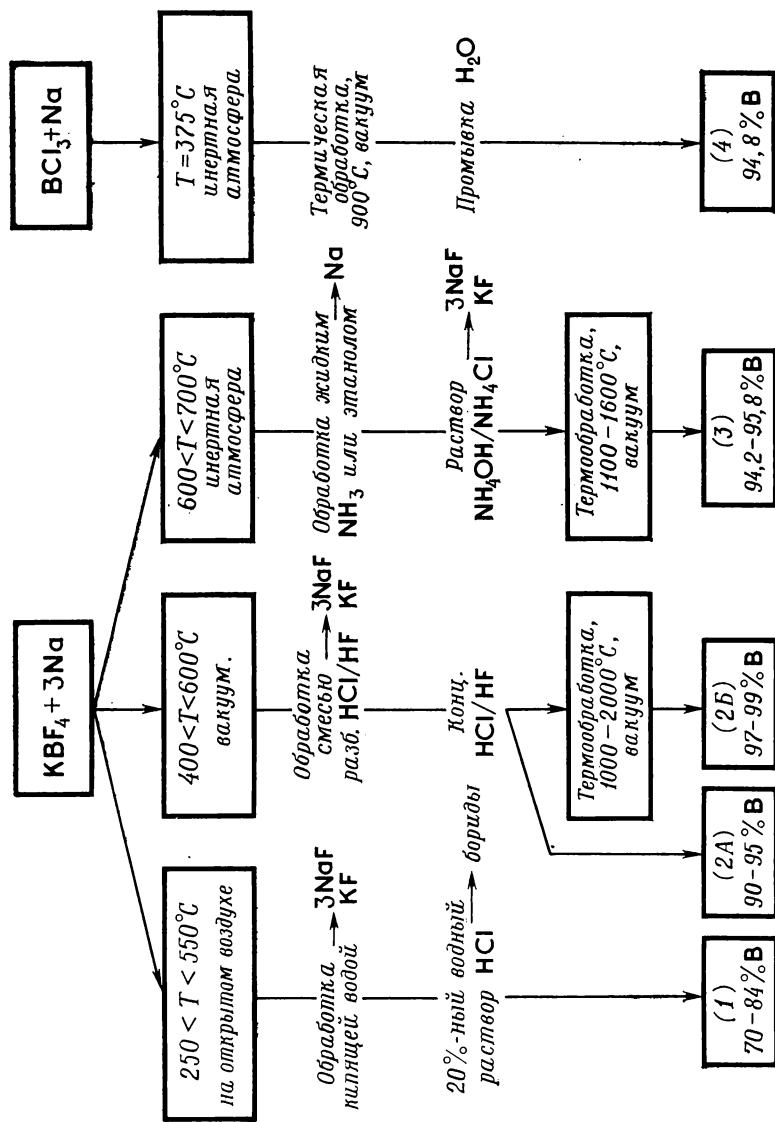 KBF₄ + 3Na
BCl₃+Na
250 < T < 550°C
на открытом воздухе
400<T<600°C
вакуум.
600<T<700°C
инертная
атмосфера
T=375°C
инертная
атмосфера
Обработка
кипящей водой
3NaF
KF
Обработка
смесью
разб. HCl/HF
3NaF
KF
Обработка жидким
NH₃ или этанолом
Na
Термическая
обработка,
900°C, вакуум
20%-ный водный
раствор HCl
бориды
Конц.
HCl/HF
Раствор
NH₄OH/NH₄Cl
3NaF
KF
Промывка H₂O
Термообработка,
1000–2000°C,
вакуум
Термообработка,
1100–1600°C,
вакуум
(1)
70–84% B
(2А)
90–95% B
(2Б)
97–99% B
(3)
94,2–95,8% B
(4)
94,8% B